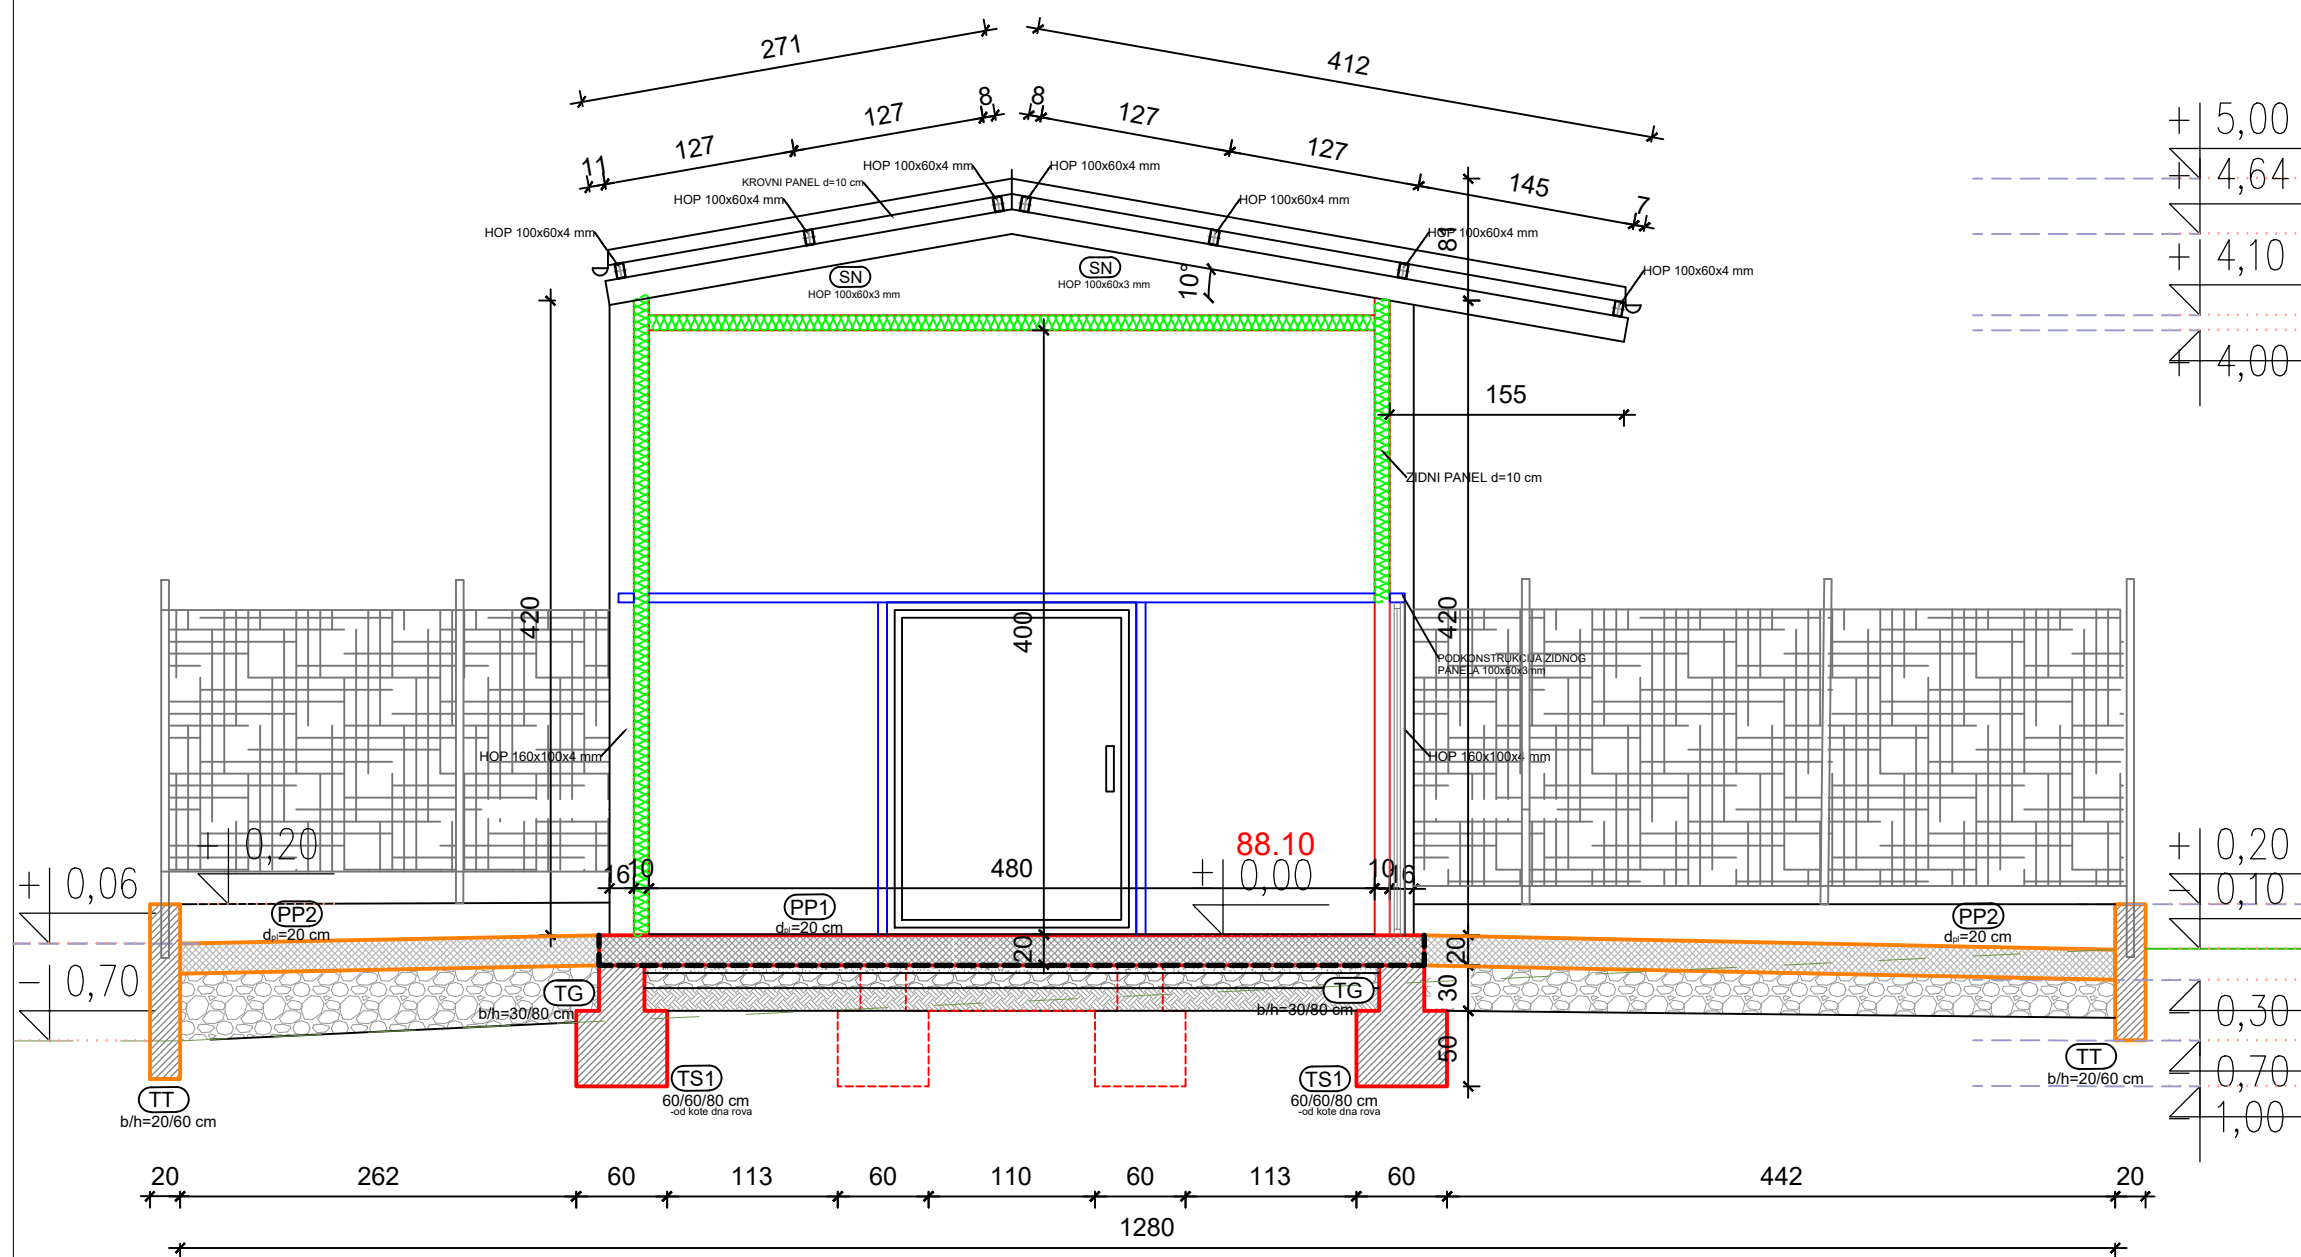 271
412
127
8
8
127
11
127
127
145
7
HOP 100x60x4 mm
HOP 100x60x4 mm
KROVNI PANEL d=10 cm
HOP 100x60x4 mm
HOP 100x60x4 mm
HOP 100x60x4 mm
HOP 100x60x4 mm
81
HOP 100x60x4 mm
SN
HOP 100x60x3 mm
SN
HOP 100x60x3 mm
10°
+ 5,00
+ 4,64
+ 4,10
+ 4,00
155
ZIDNI PANEL d=10 cm
420
400
420
PODKONSTRUKCIJA ZIDNOG
PANELA 100x60x3 mm
HOP 160x100x4 mm
HOP 160x100x4 mm
+ 0,20
88.10
+ 0,00
+ 0,20
+ 0,06
16
10
480
10
16
- 0,10
PP2
dpl=20 cm
PP1
dpl=20 cm
PP2
dpl=20 cm
20
20
- 0,70
TG
b/h=30/80 cm
TG
b/h=30/80 cm
30
- 0,30
50
TT
b/h=20/60 cm
TS1
60/60/80 cm
-od kote dna rova
TS1
60/60/80 cm
-od kote dna rova
TT
b/h=20/60 cm
- 0,70
- 1,00
20
262
60
113
60
110
60
113
60
442
20
1280